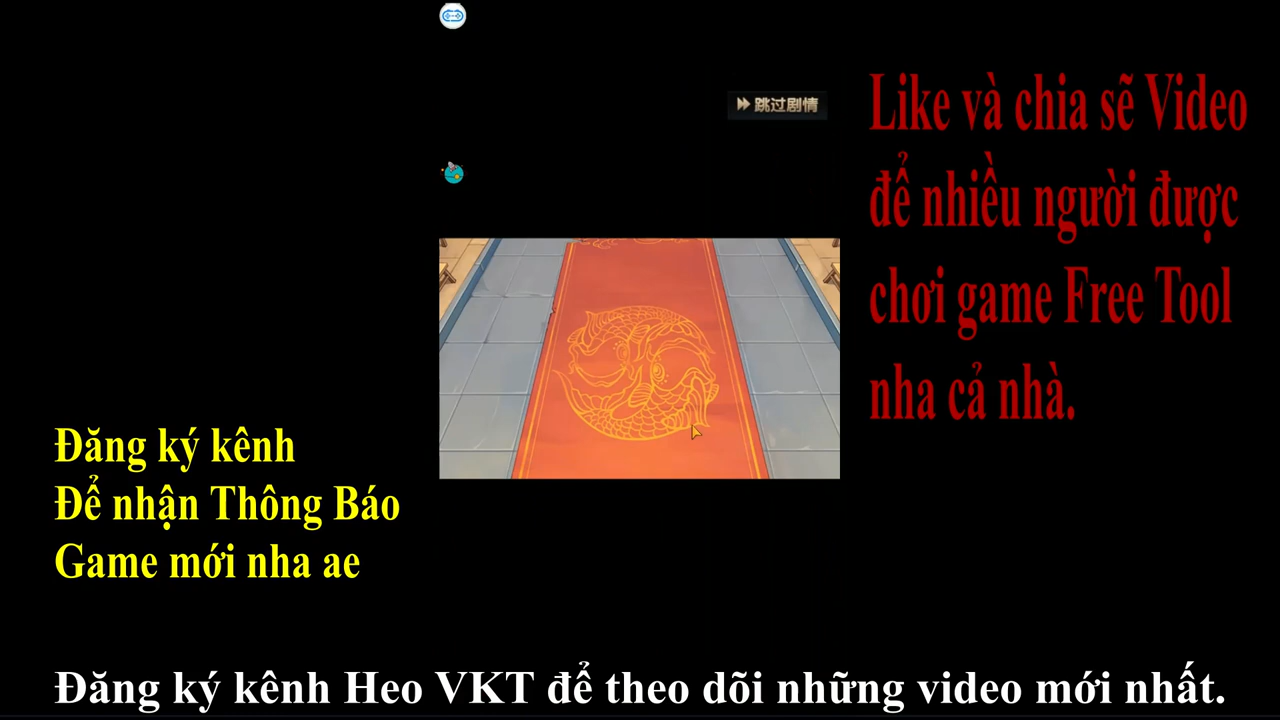 跳过剧情
Like và chia sẽ Video
để nhiều người được
chơi game Free Tool
nha cả nhà.
Đăng ký kênh
Để nhận Thông Báo
Game mới nha ae
Đăng ký kênh Heo VKT để theo dõi những video mới nhất.